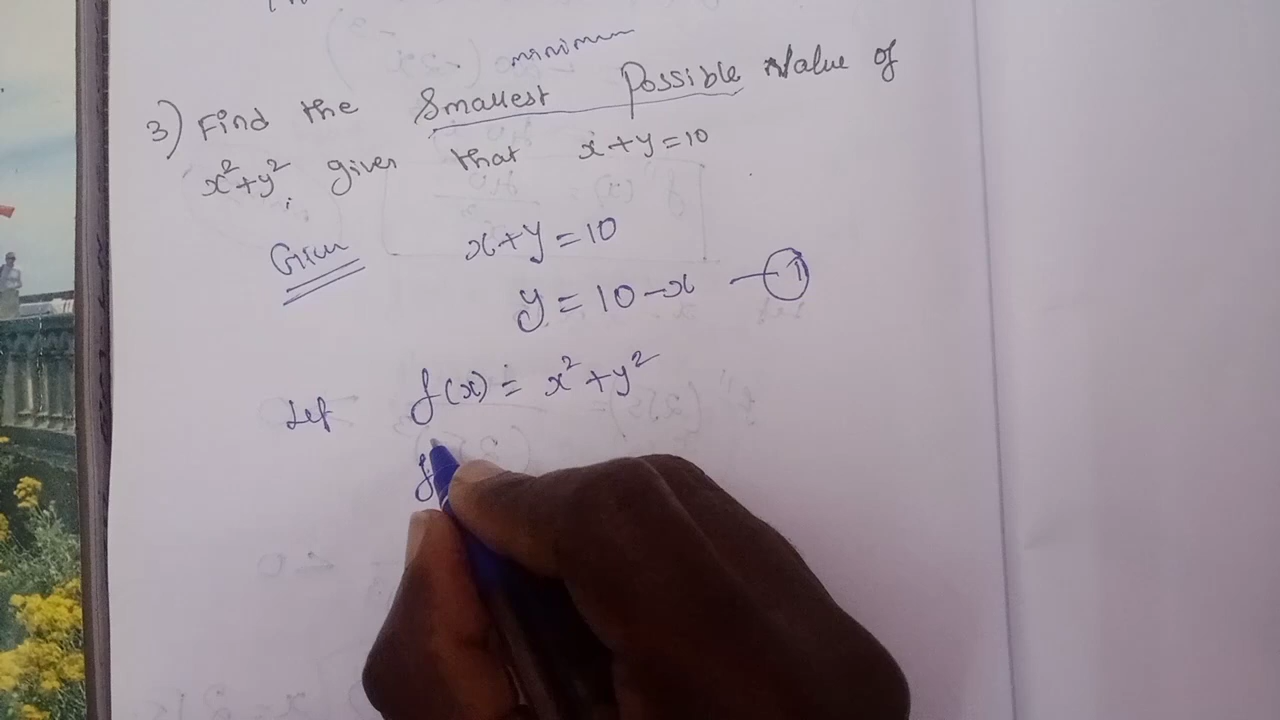 minimum
3) Find the Smallest Possible Value of
x²+y², given that x+y=10
Given x+y=10
y = 10-x — 1
Let f(x) = x²+y²
f